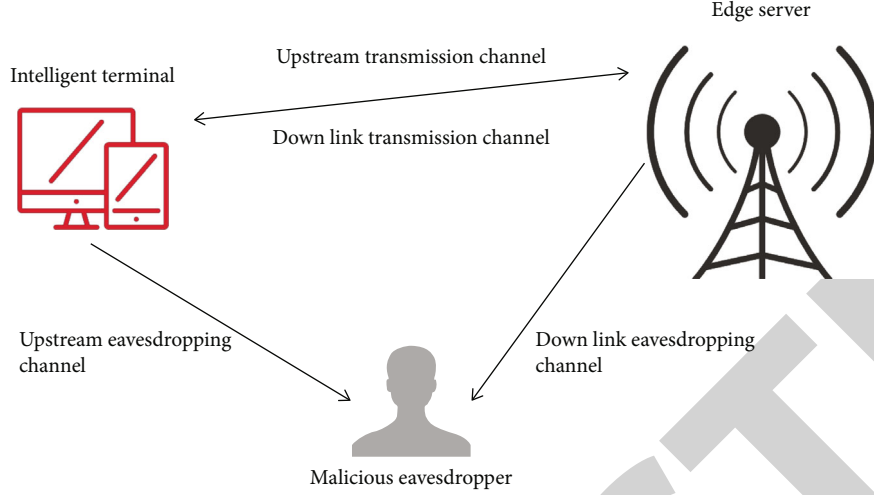 Edge server
Upstream transmission channel
Intelligent terminal
Down link transmission channel
Upstream eavesdropping
channel
Down link eavesdropping
channel
Malicious eavesdropper